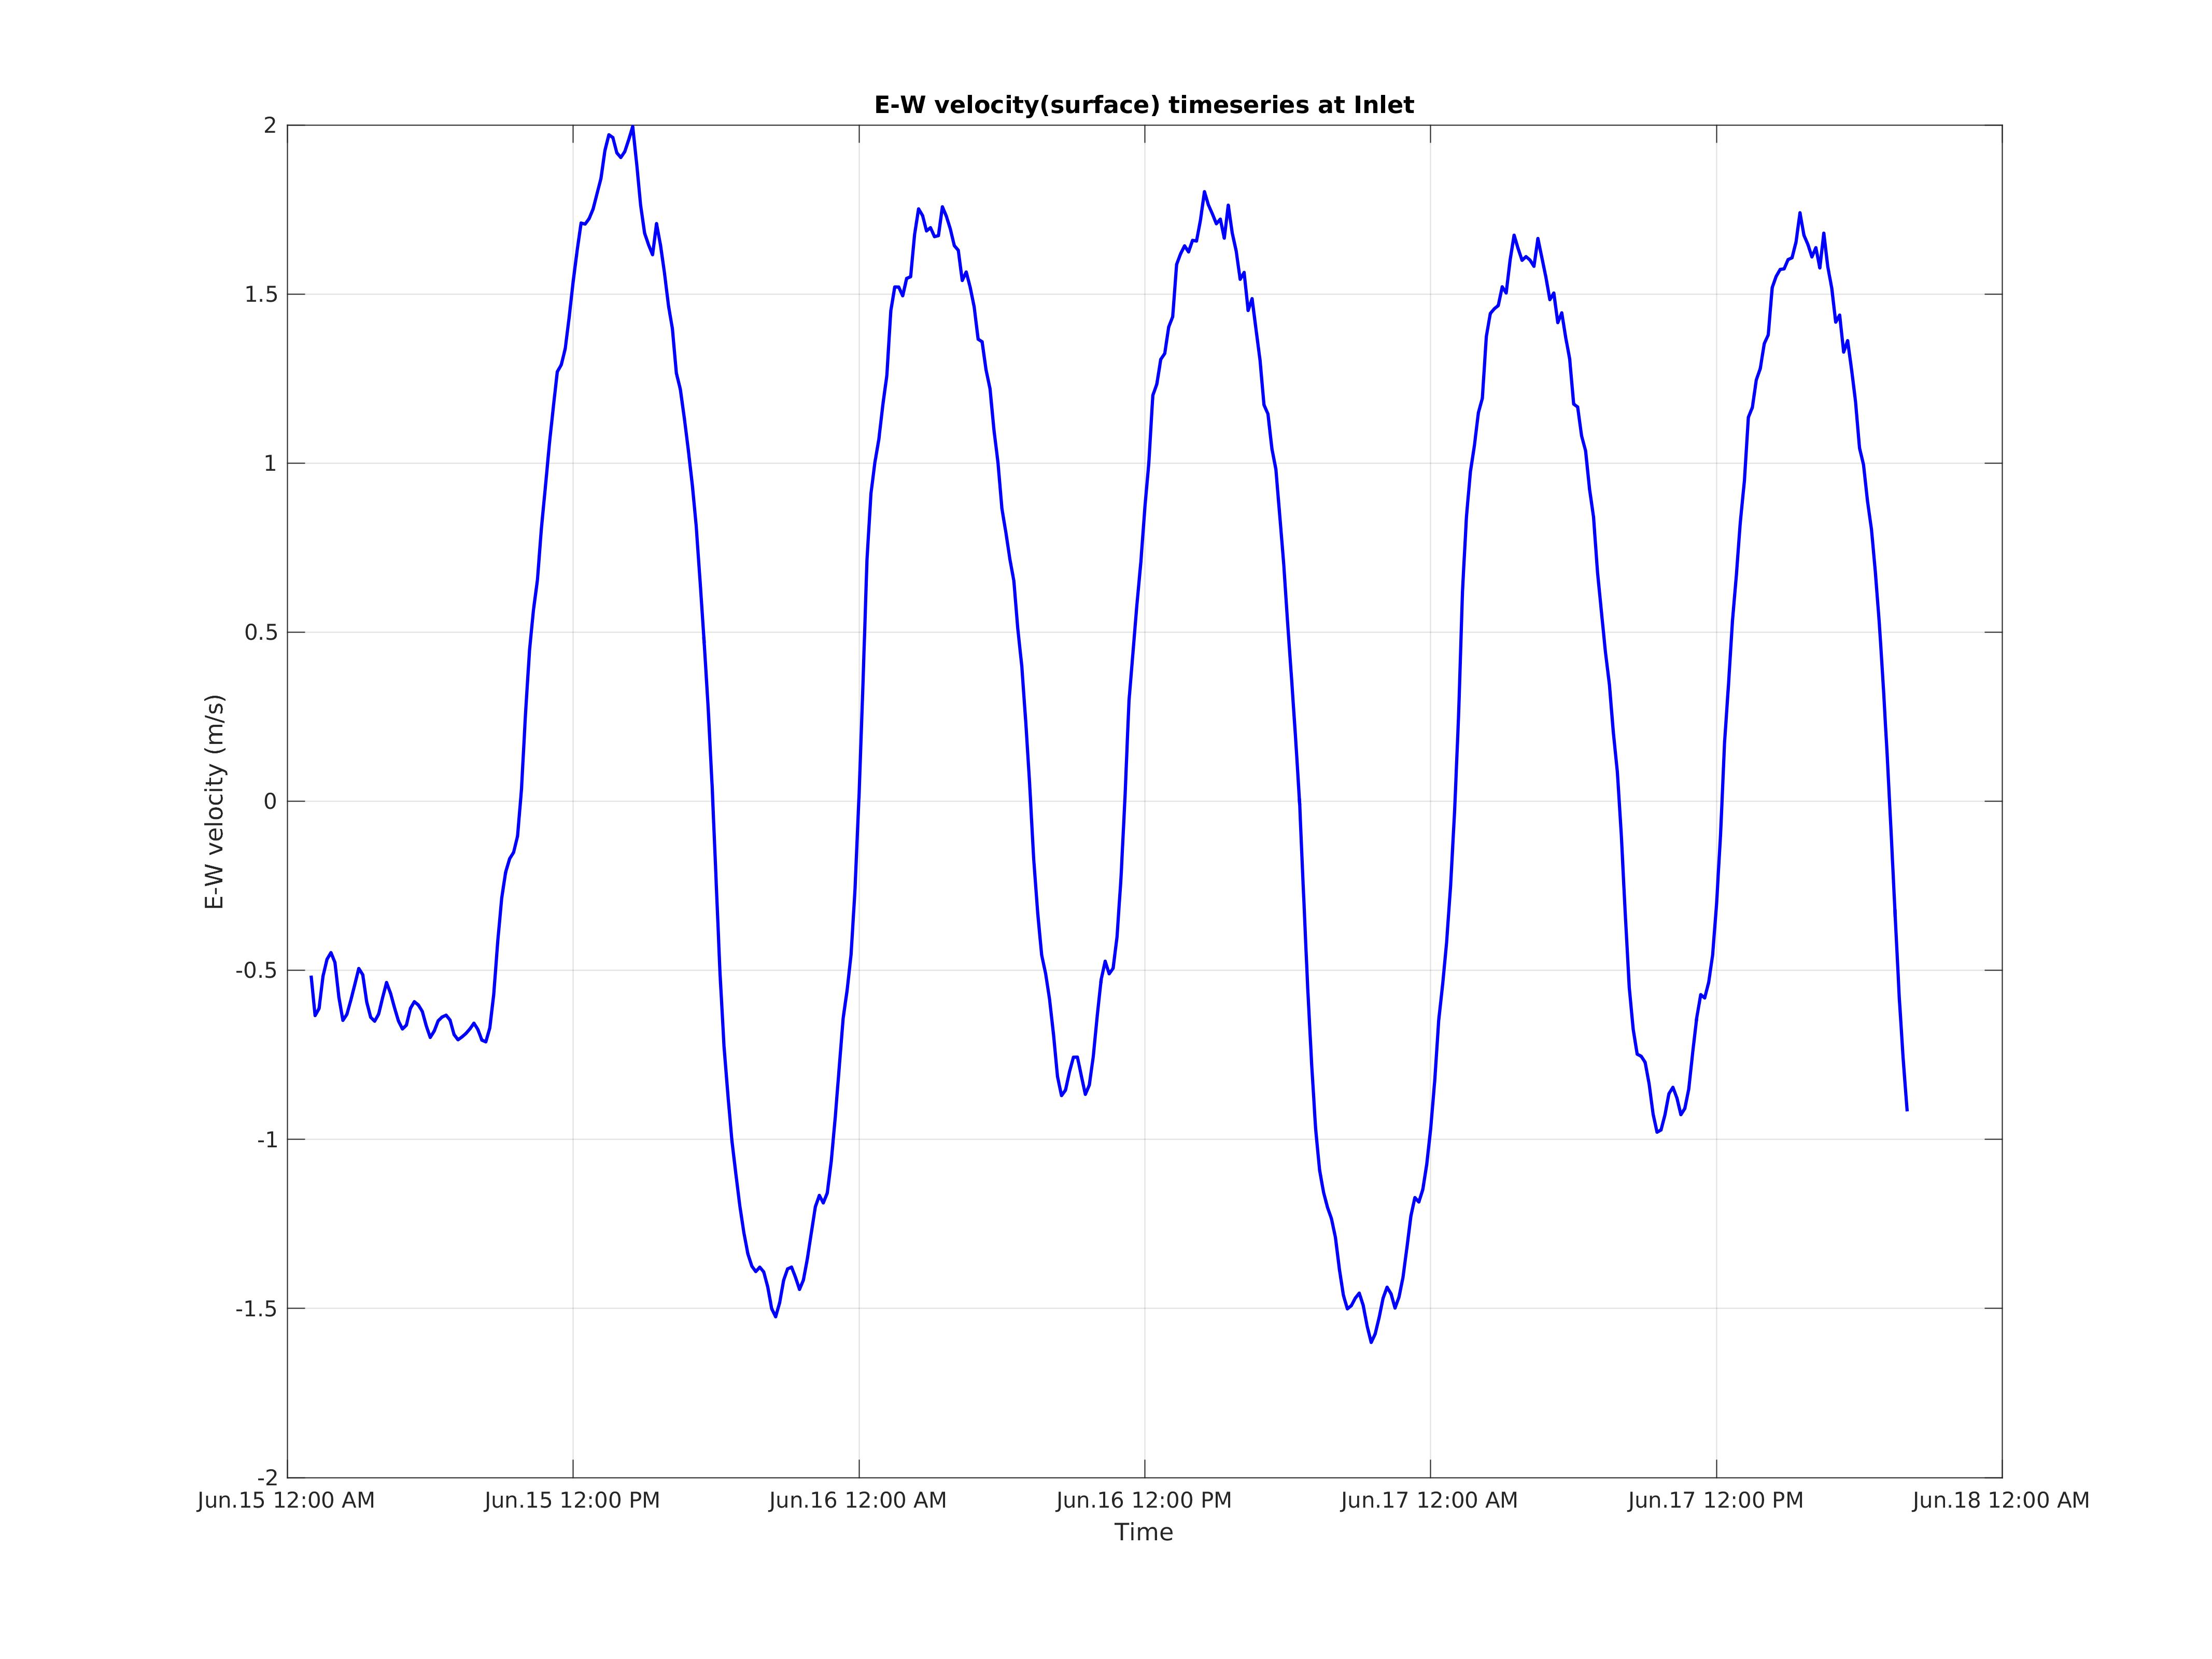 E-W velocity(surface) timeseries at Inlet
2
1.5
1
0.5
0
-0.5
-1
-1.5
-2
E-W velocity (m/s)
Jun.15 12:00 AM Jun.15 12:00 PM Jun.16 12:00 AM Jun.16 12:00 PM Jun.17 12:00 AM Jun.17 12:00 PM Jun.18 12:00 AM
Time